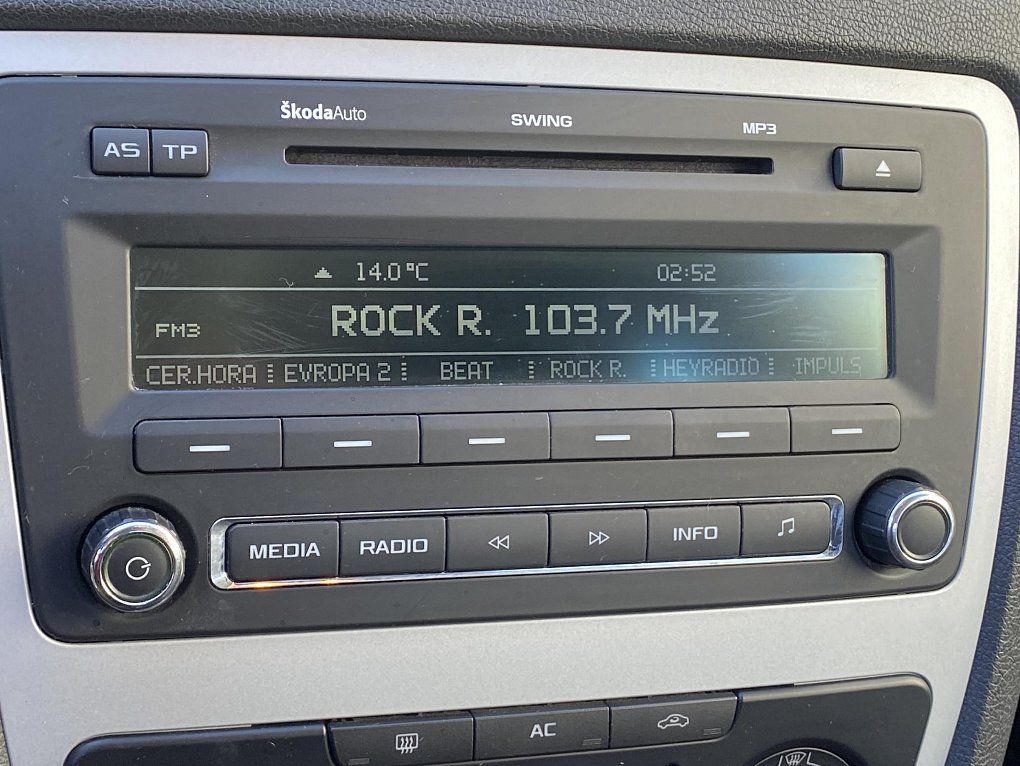 ŠkodaAuto SWING MP3
AS TP
14.0 °C 02:52
FM3 ROCK R. 103.7 MHz
CER.HORA EVROPA 2 BEAT ROCK R. HEYRADIO IMPULS
MEDIA RADIO INFO
AC